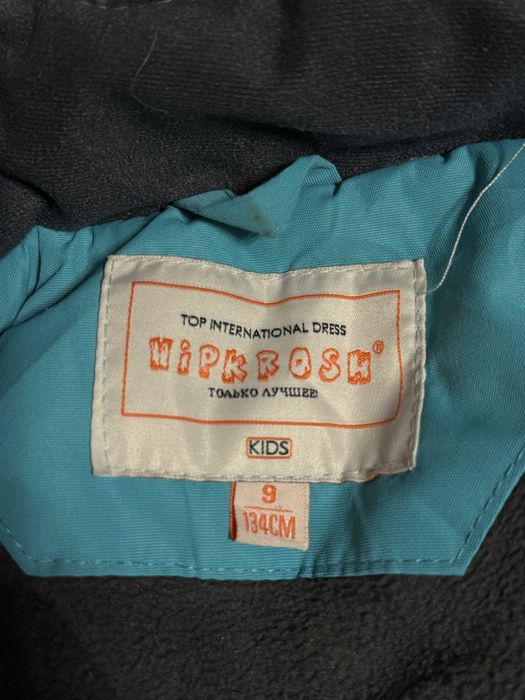 TOP INTERNATIONAL DRESS
HiPKROSH®
ТОЛЬКО ЛУЧШЕЕ!
KIDS
9
134CM